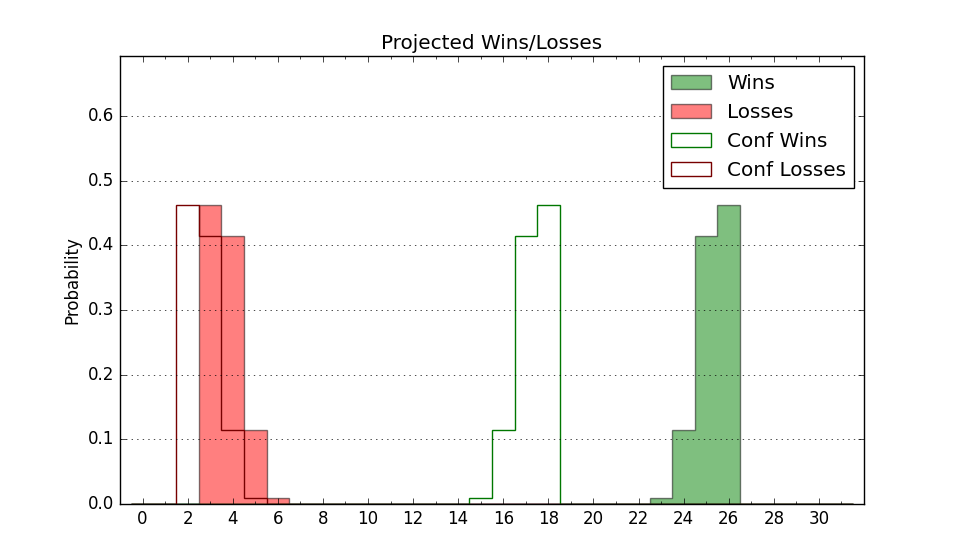 Projected Wins/Losses
Wins
Losses
Conf Wins
Conf Losses
Probability
0.6
0.5
0.4
0.3
0.2
0.1
0.0
0 2 4 6 8 10 12 14 16 18 20 22 24 26 28 30